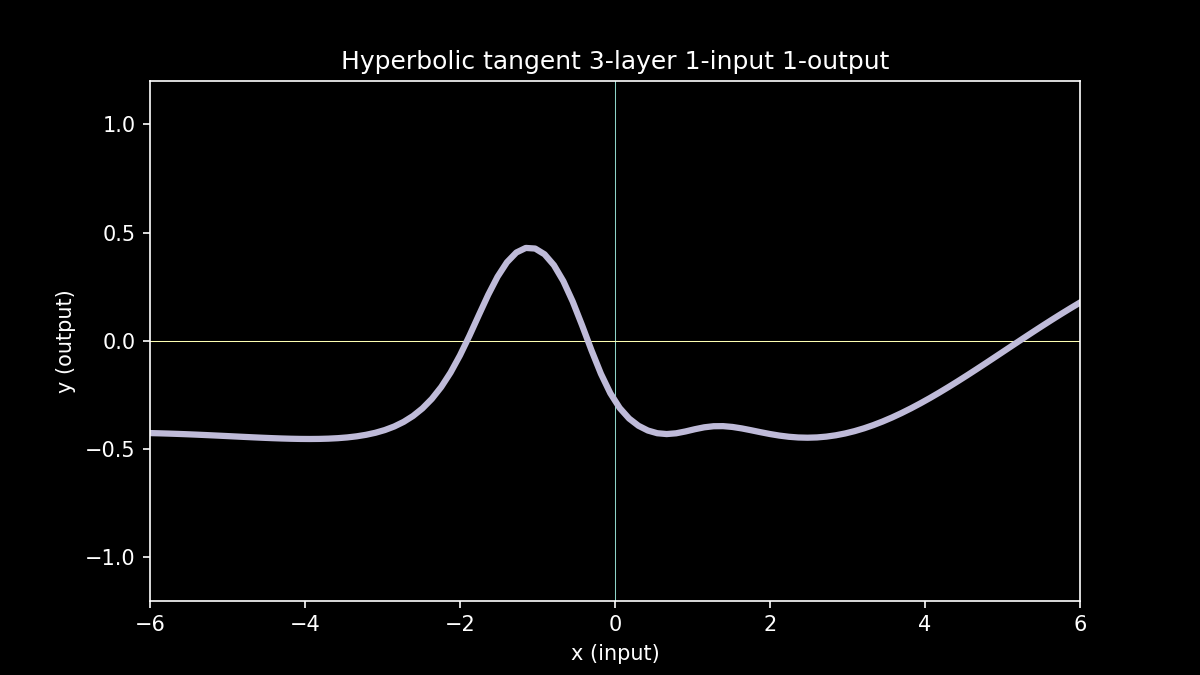 Hyperbolic tangent 3-layer 1-input 1-output
1.0
0.5
0.0
−0.5
−1.0
y (output)
−6 −4 −2 0 2 4 6
x (input)